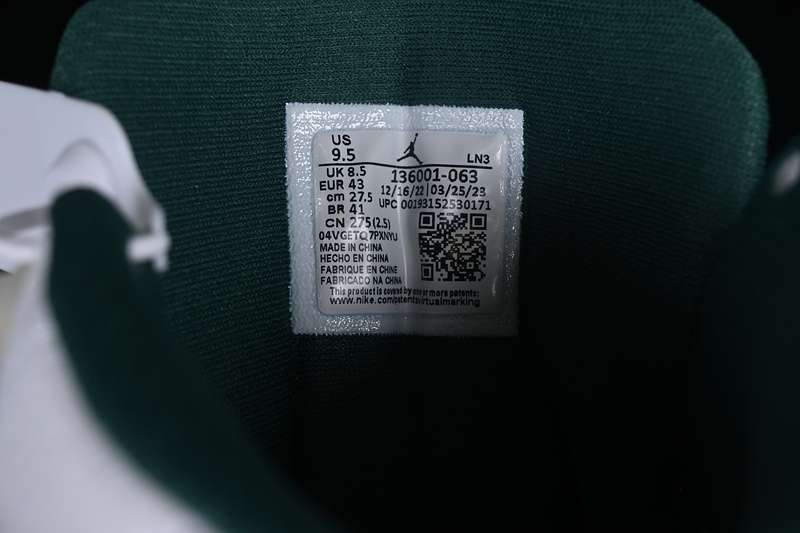 US
9.5
LN3
UK 8.5
EUR 43
cm 27.5
BR 41
CN 275(2.5)
136001-063
12/16/22 | 03/25/23
UPC 00193152530171
04VGETQ7PXNYU
MADE IN CHINA
HECHO EN CHINA
FABRIQUE EN CHINE
FABRICADO NA CHINA
This product is covered by one or more patents:
www.nike.com/patentsvirtualmarking